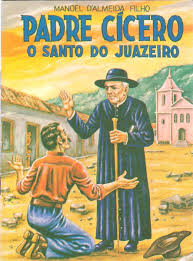 MANOEL D'ALMEIDA FILHO
PADRE CÍCERO
O SANTO DO JUAZEIRO